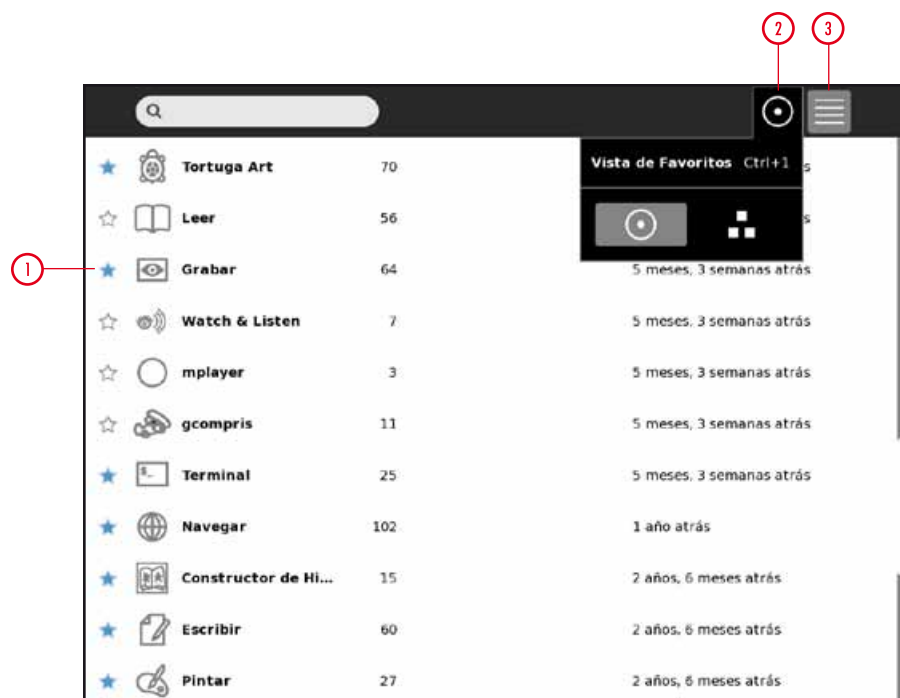 2 3
Vista de Favoritos Ctrl+1
Tortuga Art 70 s
Leer 56 s
1
Grabar 64 5 meses, 3 semanas atrás
Watch & Listen 7 5 meses, 3 semanas atrás
mplayer 3 5 meses, 3 semanas atrás
gcompris 11 5 meses, 3 semanas atrás
$_
Terminal 25 5 meses, 3 semanas atrás
Navegar 102 1 año atrás
Constructor de Hi... 15 2 años, 6 meses atrás
Escribir 60 2 años, 6 meses atrás
Pintar 27 2 años, 6 meses atrás